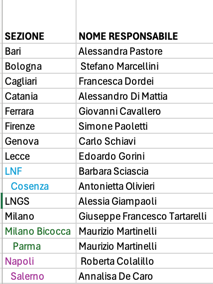 SEZIONE NOME RESPONSABILE
Bari Alessandra Pastore
Bologna Stefano Marcellini
Cagliari Francesca Dordei
Catania Alessandro Di Mattia
Ferrara Giovanni Cavallero
Firenze Simone Paoletti
Genova Carlo Schiavi
Lecce Edoardo Gorini
LNF Barbara Sciascia
Cosenza Antonietta Olivieri
LNGS Alessia Giampaoli
Milano Giuseppe Francesco Tartarelli
Milano Bicocca Maurizio Martinelli
Parma Maurizio Martinelli
Napoli Roberta Colalillo
Salerno Annalisa De Caro